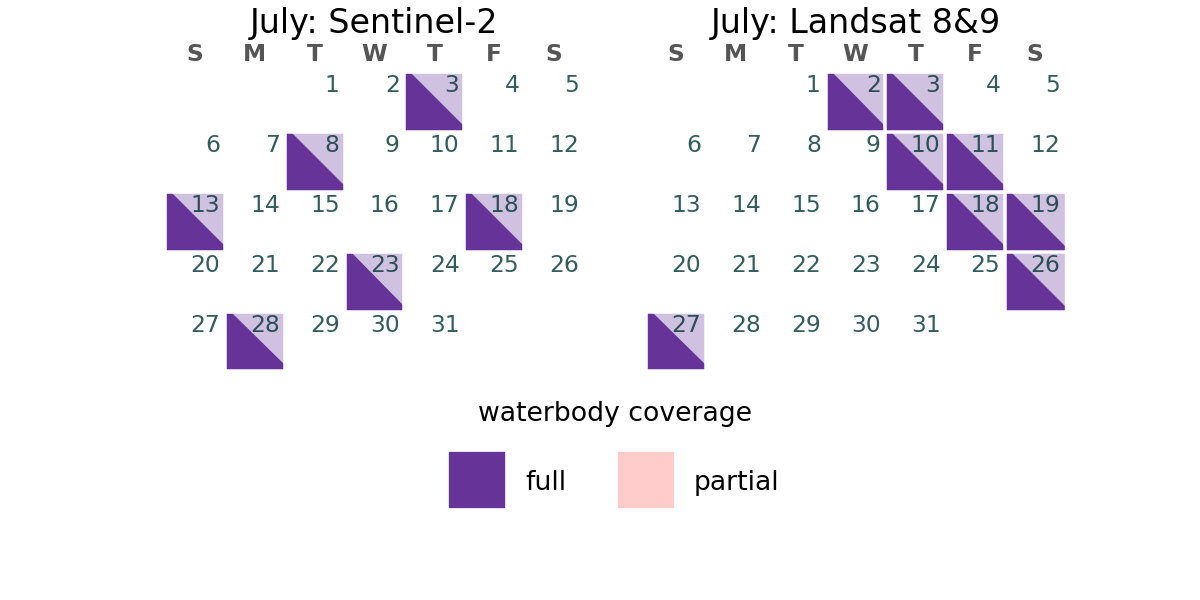 July: Sentinel-2
S M T W T F S
1 2 3 4 5
6 7 8 9 10 11 12
13 14 15 16 17 18 19
20 21 22 23 24 25 26
27 28 29 30 31
July: Landsat 8&9
S M T W T F S
1 2 3 4 5
6 7 8 9 10 11 12
13 14 15 16 17 18 19
20 21 22 23 24 25 26
27 28 29 30 31
waterbody coverage
full partial